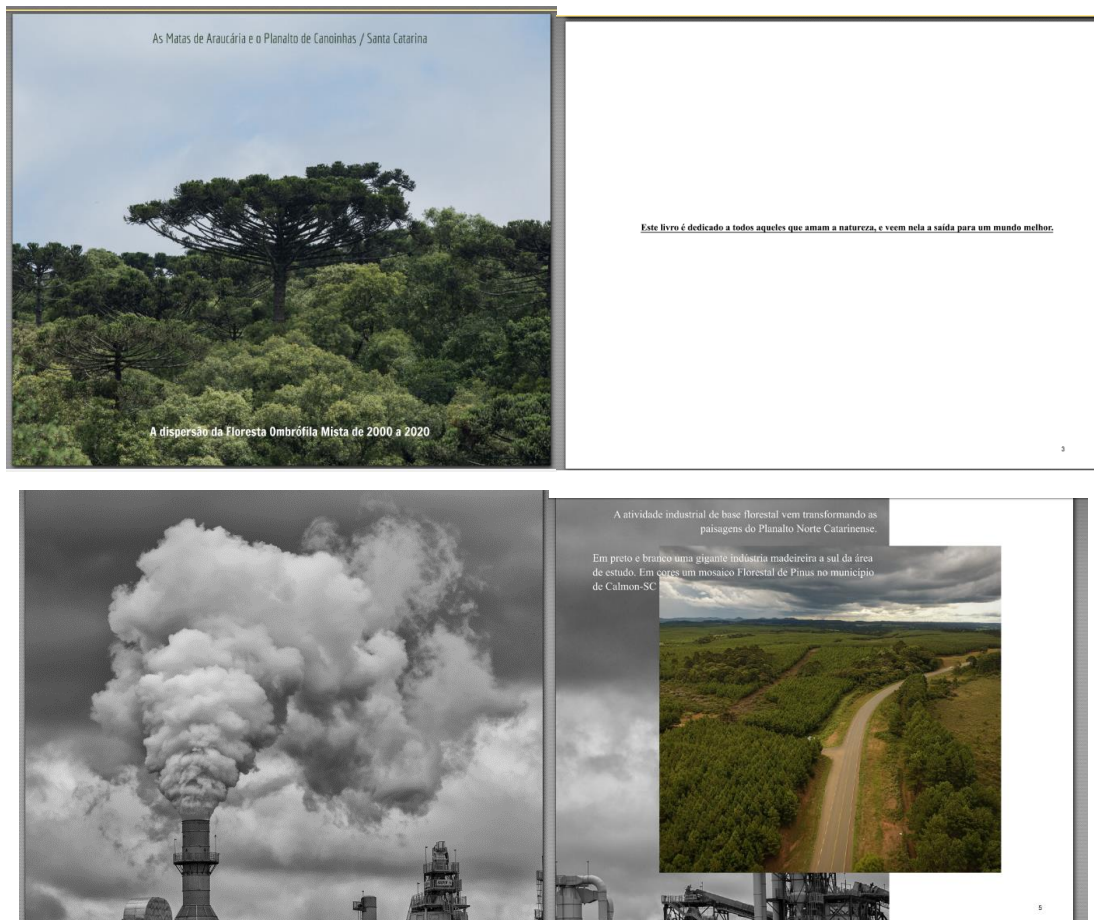 As Matas de Araucária e o Planalto de Canoinhas / Santa Catarina
A dispersão da Floresta Ombrófila Mista de 2000 a 2020
Este livro é dedicado a todos aqueles que amam a natureza, e veem nela a saída para um mundo melhor.
3
A atividade industrial de base florestal vem transformando as
paisagens do Planalto Norte Catarinense.
Em preto e branco uma gigante indústria madeireira a sul da área
de estudo. Em cores um mosaico Florestal de Pinus no município
de Calmon-SC
5